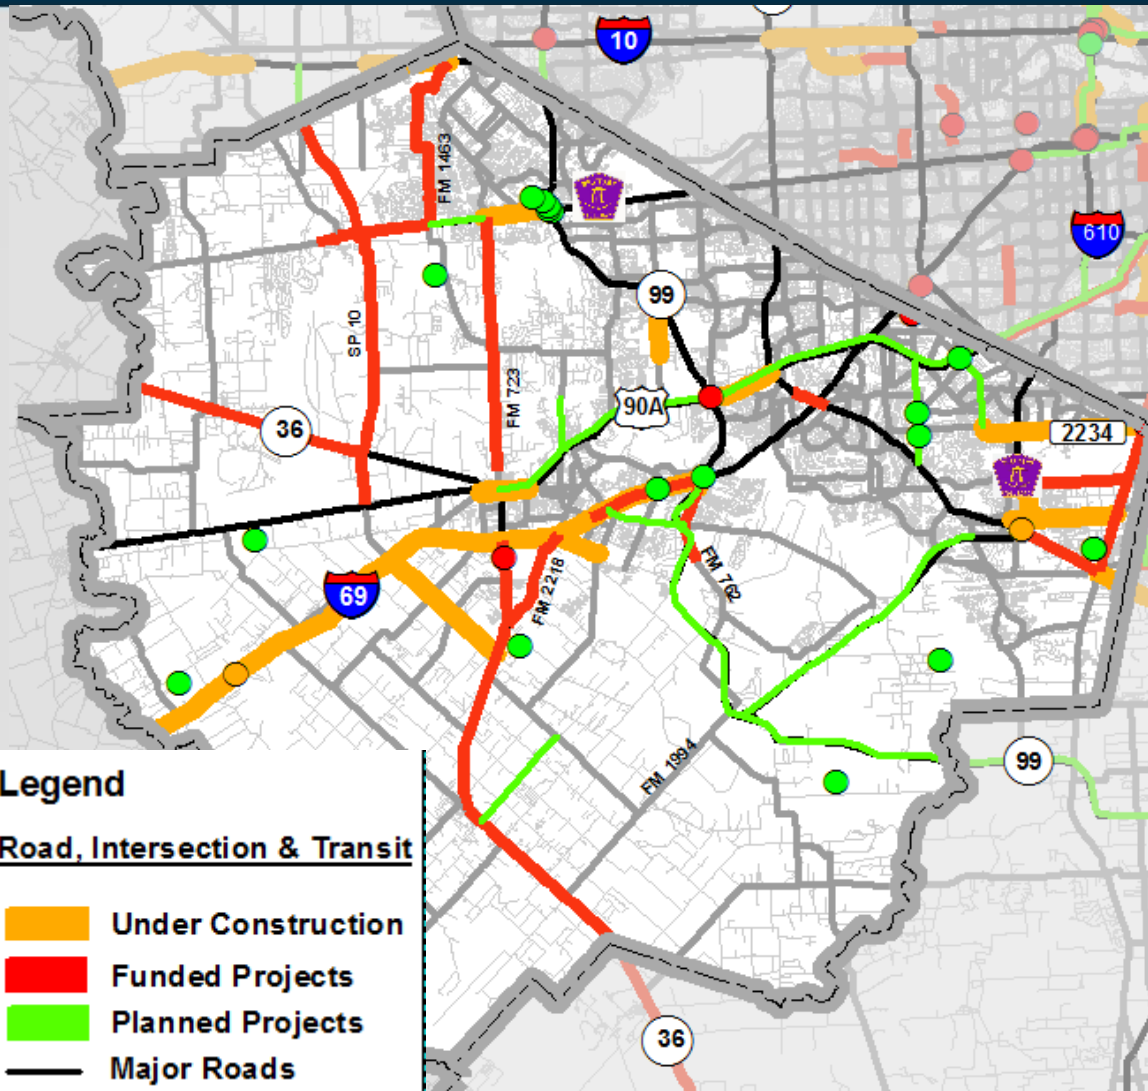 10
FM 1463
610
99
SP 10
FM 723
90A
36
2234
FM 762
FM 2218
69
FM 1994
99
36
Legend
Road, Intersection & Transit
Under Construction
Funded Projects
Planned Projects
Major Roads